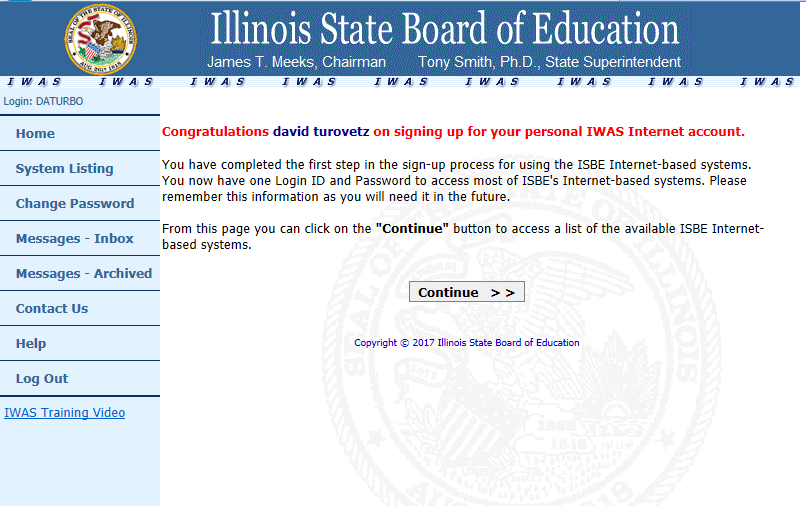 Illinois State Board of Education
James T. Meeks, Chairman Tony Smith, Ph.D., State Superintendent
IWAS IWAS IWAS IWAS IWAS IWAS IWAS IWAS IWAS
Login: DATURBO
Home
System Listing
Change Password
Messages - Inbox
Messages - Archived
Contact Us
Help
Log Out
IWAS Training Video
Congratulations david turovetz on signing up for your personal IWAS Internet account.
You have completed the first step in the sign-up process for using the ISBE Internet-based systems.
You now have one Login ID and Password to access most of ISBE's Internet-based systems. Please
remember this information as you will need it in the future.
From this page you can click on the "Continue" button to access a list of the available ISBE Internet-
based systems.
Continue > >
Copyright © 2017 Illinois State Board of Education